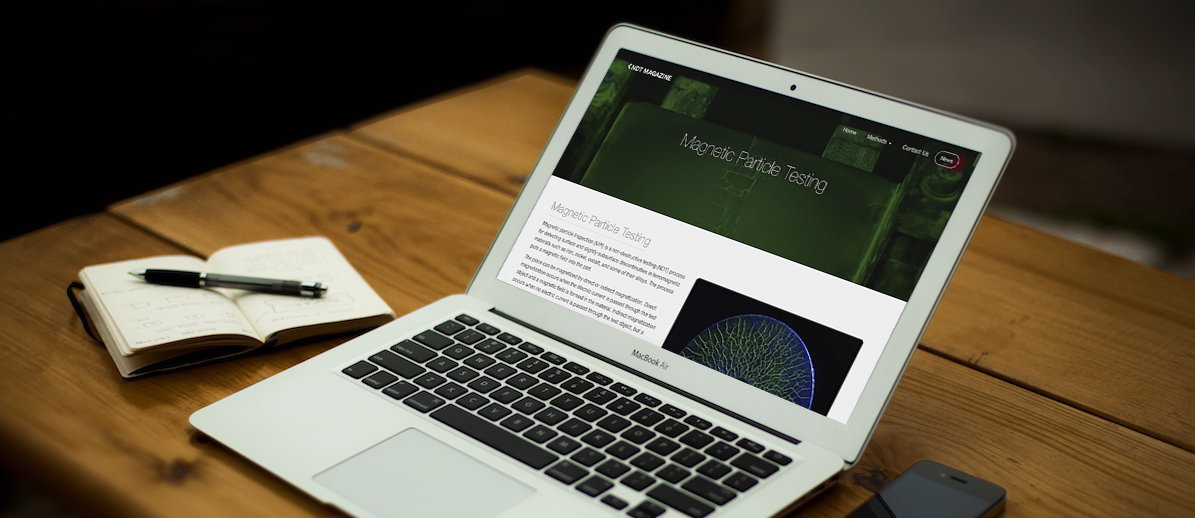 NDT MAGAZINE
Home Methods Contact Us News
Magnetic Particle Testing
Magnetic Particle Testing
Magnetic particle Inspection (MPI) is a non-destructive testing (NDT) process
for detecting surface and slightly subsurface discontinuities in ferromagnetic
materials such as iron, nickel, cobalt, and some of their alloys. The process
puts a magnetic field into the part.
The piece can be magnetized by direct or indirect magnetization. Direct
magnetization occurs when the electric current is passed through the test
object and a magnetic field is formed in the material. Indirect magnetization
occurs when no electric current is passed through the test object, but a
MacBook Air